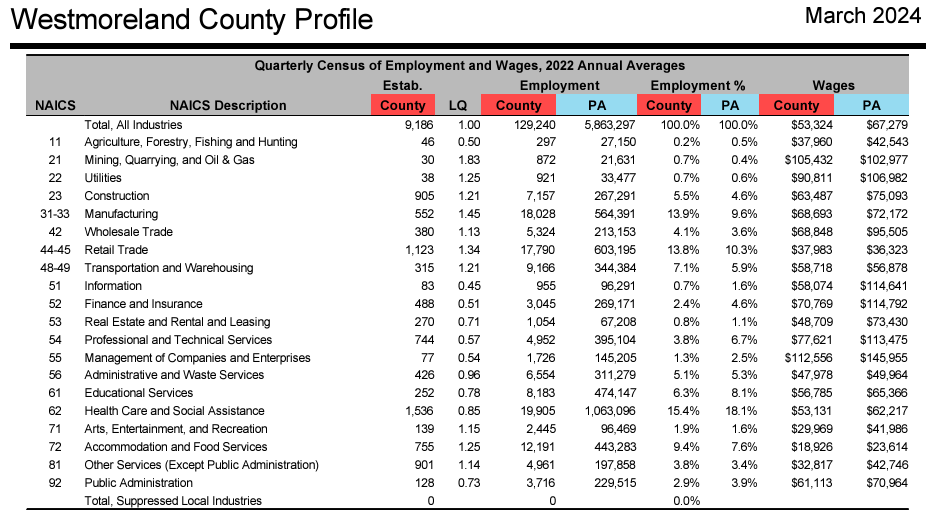 Westmoreland County Profile March 2024
Quarterly Census of Employment and Wages, 2022 Annual Averages
Estab. Employment Employment % Wages
NAICS NAICS Description County LQ County PA County PA County PA
Total, All Industries 9,186 1.00 129,240 5,863,297 100.0% 100.0% $53,324 $67,279
11 Agriculture, Forestry, Fishing and Hunting 46 0.50 297 27,150 0.2% 0.5% $37,960 $42,543
21 Mining, Quarrying, and Oil & Gas 30 1.83 872 21,631 0.7% 0.4% $105,432 $102,977
22 Utilities 38 1.25 921 33,477 0.7% 0.6% $90,811 $106,982
23 Construction 905 1.21 7,157 267,291 5.5% 4.6% $63,487 $75,093
31-33 Manufacturing 552 1.45 18,028 564,391 13.9% 9.6% $68,693 $72,172
42 Wholesale Trade 380 1.13 5,324 213,153 4.1% 3.6% $68,848 $95,505
44-45 Retail Trade 1,123 1.34 17,790 603,195 13.8% 10.3% $37,983 $36,323
48-49 Transportation and Warehousing 315 1.21 9,166 344,384 7.1% 5.9% $58,718 $56,878
51 Information 83 0.45 955 96,291 0.7% 1.6% $58,074 $114,641
52 Finance and Insurance 488 0.51 3,045 269,171 2.4% 4.6% $70,769 $114,792
53 Real Estate and Rental and Leasing 270 0.71 1,054 67,208 0.8% 1.1% $48,709 $73,430
54 Professional and Technical Services 744 0.57 4,952 395,104 3.8% 6.7% $77,621 $113,475
55 Management of Companies and Enterprises 77 0.54 1,726 145,205 1.3% 2.5% $112,556 $145,955
56 Administrative and Waste Services 426 0.96 6,554 311,279 5.1% 5.3% $47,978 $49,964
61 Educational Services 252 0.78 8,183 474,147 6.3% 8.1% $56,785 $65,366
62 Health Care and Social Assistance 1,536 0.85 19,905 1,063,096 15.4% 18.1% $53,131 $62,217
71 Arts, Entertainment, and Recreation 139 1.15 2,445 96,469 1.9% 1.6% $29,969 $41,986
72 Accommodation and Food Services 755 1.25 12,191 443,283 9.4% 7.6% $18,926 $23,614
81 Other Services (Except Public Administration) 901 1.14 4,961 197,858 3.8% 3.4% $32,817 $42,746
92 Public Administration 128 0.73 3,716 229,515 2.9% 3.9% $61,113 $70,964
Total, Suppressed Local Industries 0 0 0.0%